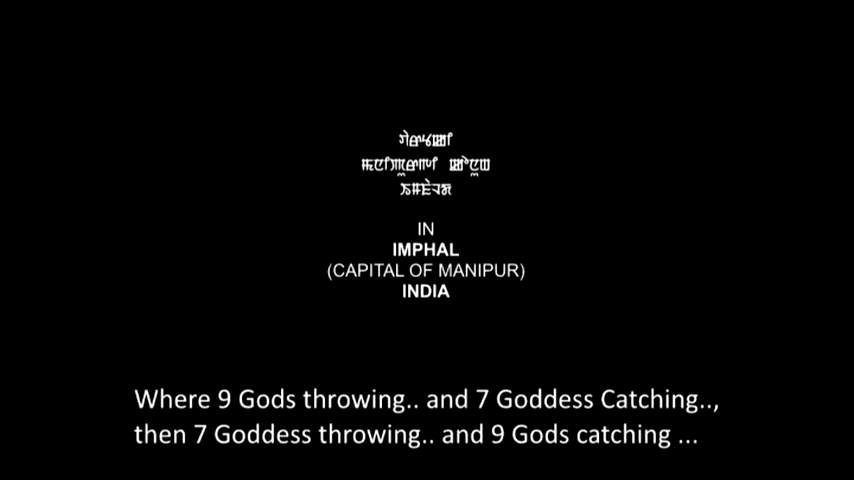 IN
IMPHAL
(CAPITAL OF MANIPUR)
INDIA
Where 9 Gods throwing.. and 7 Goddess Catching..,
then 7 Goddess throwing.. and 9 Gods catching ...